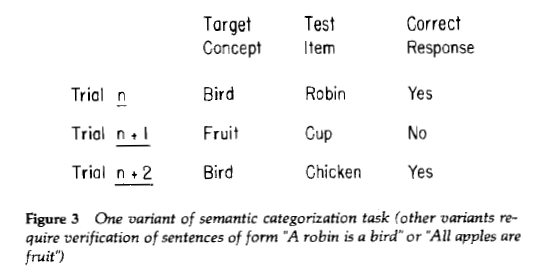 Target Test Correct
Concept Item Response
Trial n Bird Robin Yes
Trial n + 1 Fruit Cup No
Trial n + 2 Bird Chicken Yes
Figure 3 One variant of semantic categorization task (other variants re-
quire verification of sentences of form "A robin is a bird" or "All apples are
fruit")